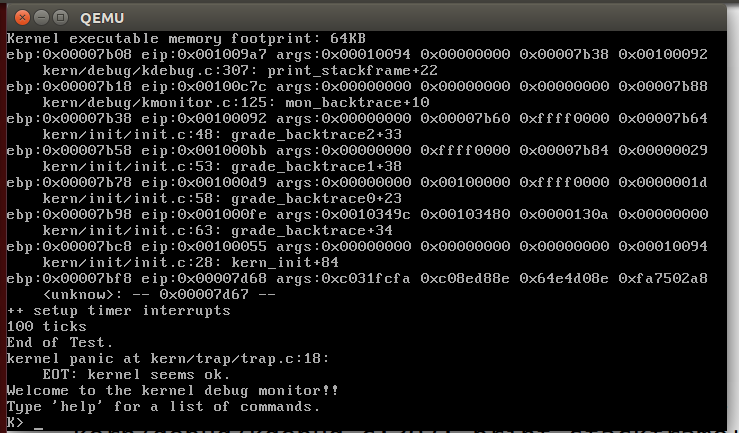 QEMU
Kernel executable memory footprint: 64KB
ebp:0x00007b08 eip:0x001009a7 args:0x00010094 0x00000000 0x00007b38 0x00100092
    kern/debug/kdebug.c:307: print_stackframe+22
ebp:0x00007b18 eip:0x00100c7c args:0x00000000 0x00000000 0x00000000 0x00007b88
    kern/debug/kmonitor.c:125: mon_backtrace+10
ebp:0x00007b38 eip:0x00100092 args:0x00000000 0x00007b60 0xffff0000 0x00007b64
    kern/init/init.c:48: grade_backtrace2+33
ebp:0x00007b58 eip:0x001000bb args:0x00000000 0xffff0000 0x00007b84 0x00000029
    kern/init/init.c:53: grade_backtrace1+38
ebp:0x00007b78 eip:0x001000d9 args:0x00000000 0x00100000 0xffff0000 0x0000001d
    kern/init/init.c:58: grade_backtrace0+23
ebp:0x00007b98 eip:0x001000fe args:0x0010349c 0x00103480 0x0000130a 0x00000000
    kern/init/init.c:63: grade_backtrace+34
ebp:0x00007bc8 eip:0x00100055 args:0x00000000 0x00000000 0x00000000 0x00010094
    kern/init/init.c:28: kern_init+84
ebp:0x00007bf8 eip:0x00007d68 args:0xc031fcfa 0xc08ed88e 0x64e4d08e 0xfa7502a8
    <unknow>: -- 0x00007d67 --
++ setup timer interrupts
100 ticks
End of Test.
kernel panic at kern/trap/trap.c:18:
    EOT: kernel seems ok.
Welcome to the kernel debug monitor!!
Type 'help' for a list of commands.
K> _